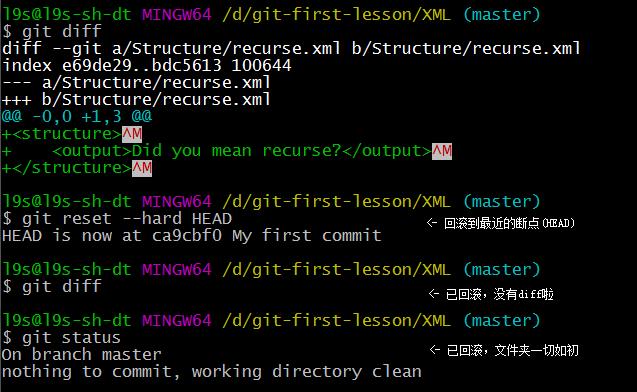 l9s@l9s-sh-dt MINGW64 /d/git-first-lesson/XML (master)
$ git diff
diff --git a/Structure/recurse.xml b/Structure/recurse.xml
index e69de29..bdc5613 100644
--- a/Structure/recurse.xml
+++ b/Structure/recurse.xml
@@ -0,0 +1,3 @@
+<structure>^M
+    <output>Did you mean recurse?</output>^M
+</structure>^M
l9s@l9s-sh-dt MINGW64 /d/git-first-lesson/XML (master)
$ git reset --hard HEAD <- 回滚到最近的断点(HEAD)
HEAD is now at ca9cbf0 My first commit
l9s@l9s-sh-dt MINGW64 /d/git-first-lesson/XML (master)
$ git diff <- 已回滚，没有diff啦
l9s@l9s-sh-dt MINGW64 /d/git-first-lesson/XML (master)
$ git status
On branch master <- 已回滚，文件夹一切如初
nothing to commit, working directory clean